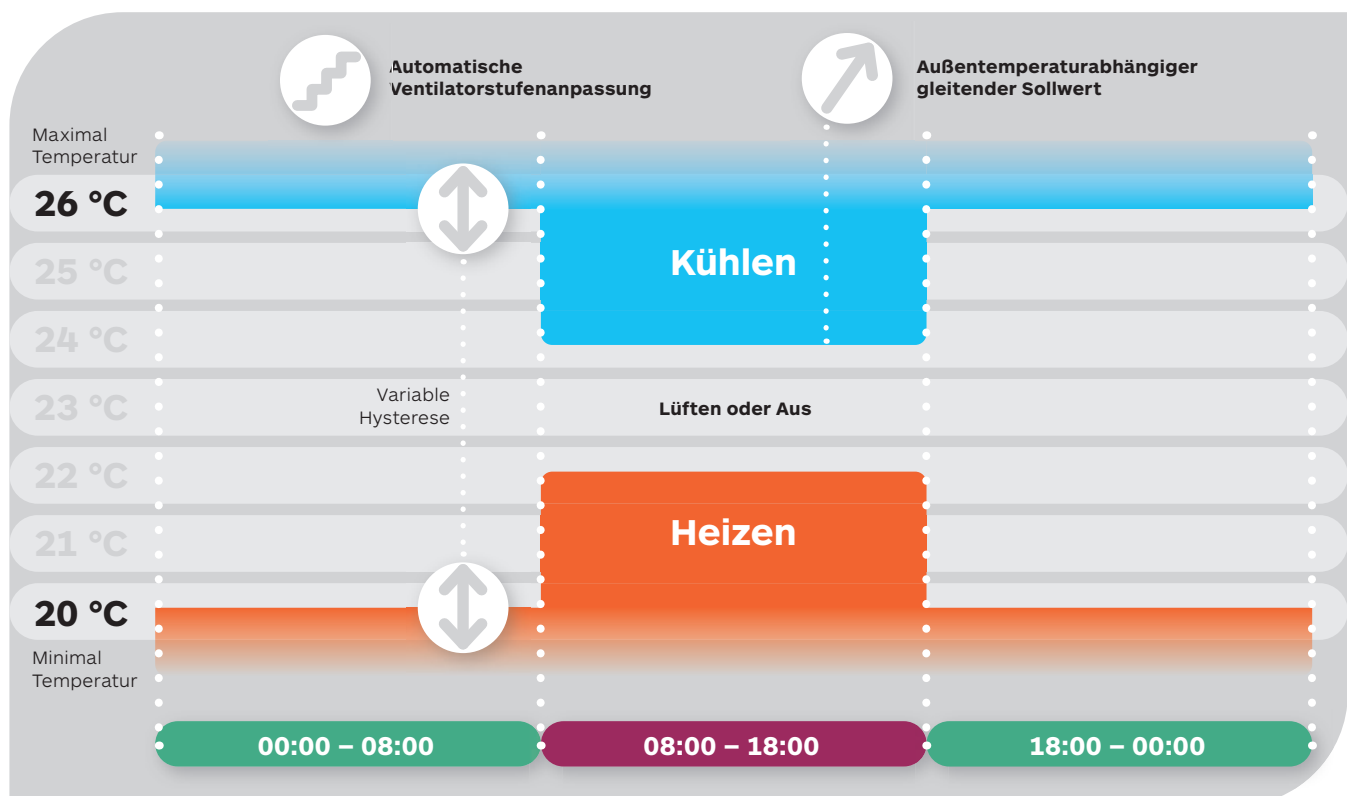 Automatische
Ventilatorstufenanpassung
Außentemperaturabhängiger
gleitender Sollwert
Maximal
Temperatur
26 °C
25 °C
24 °C
23 °C
22 °C
21 °C
20 °C
Minimal
Temperatur
Kühlen
Variable
Hysterese
Lüften oder Aus
Heizen
00:00 – 08:00
08:00 – 18:00
18:00 – 00:00